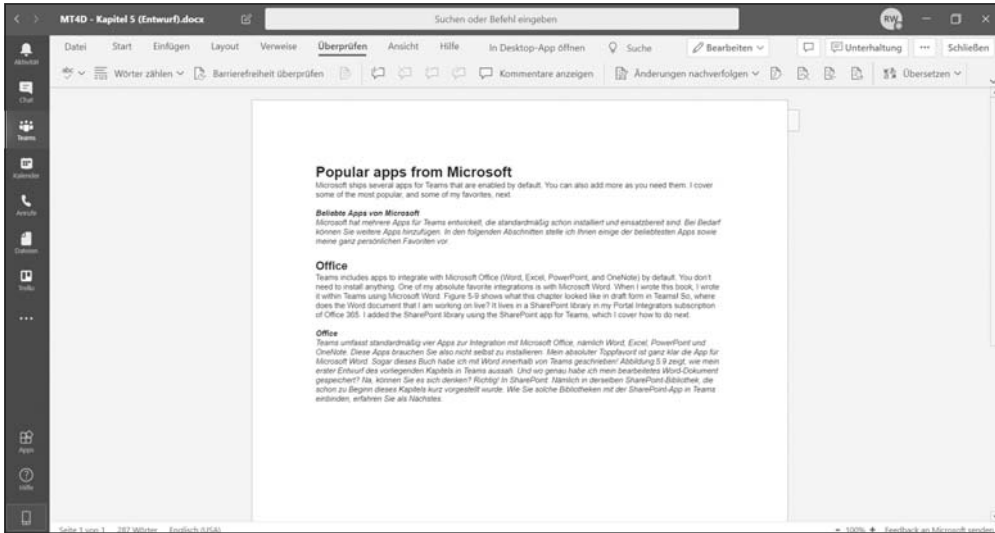 MT4D - Kapitel 5 (Entwurf).docx
Suchen oder Befehl eingeben
RW
Datei Start Einfügen Layout Verweise Überprüfen Ansicht Hilfe In Desktop-App öffnen Suche Bearbeiten Unterhaltung Schließen
Wörter zählen Barrierefreiheit überprüfen Kommentare anzeigen Änderungen nachverfolgen Übersetzen
Aktivität
Chat
Teams
Kalender
Anrufe
Dateien
Trello
Apps
Hilfe
Popular apps from Microsoft
Microsoft ships several apps for Teams that are enabled by default. You can also add more as you need them. I cover
some of the most popular, and some of my favorites, next.
Beliebte Apps von Microsoft
Microsoft hat mehrere Apps für Teams entwickelt, die standardmäßig schon installiert und einsatzbereit sind. Bei Bedarf
können Sie weitere Apps hinzufügen. In den folgenden Abschnitten stelle ich Ihnen einige der beliebtesten Apps sowie
meine ganz persönlichen Favoriten vor.
Office
Teams includes apps to integrate with Microsoft Office (Word, Excel, PowerPoint, and OneNote) by default. You don't
need to install anything. One of my absolute favorite integrations is with Microsoft Word. When I wrote this book, I wrote
it within Teams using Microsoft Word. Figure 5-9 shows what this chapter looked like in draft form in Teams! So, where
does the Word document that I am working on live? It lives in a SharePoint library in my Portal Integrators subscription
of Office 365. I added the SharePoint library using the SharePoint app for Teams, which I cover how to do next.
Office
Teams umfasst standardmäßig vier Apps zur Integration mit Microsoft Office, nämlich Word, Excel, PowerPoint und
OneNote. Diese Apps brauchen Sie also nicht selbst zu installieren. Mein absoluter Toppfavorit ist ganz klar die App für
Microsoft Word. Sogar dieses Buch habe ich mit Word innerhalb von Teams geschrieben! Abbildung 5.9 zeigt, wie mein
erster Entwurf des vorliegenden Kapitels in Teams aussah. Und wo genau habe ich mein bearbeitetes Word-Dokument
gespeichert? Na, können Sie es sich denken? Richtig! In SharePoint. Nämlich in derselben SharePoint-Bibliothek, die
schon zu Beginn dieses Kapitels kurz vorgestellt wurde. Wie Sie solche Bibliotheken mit der SharePoint-App in Teams
einbinden, erfahren Sie als Nächstes.
Seite 1 von 1 287 Wörter Englisch (USA) 100% Feedback an Microsoft senden